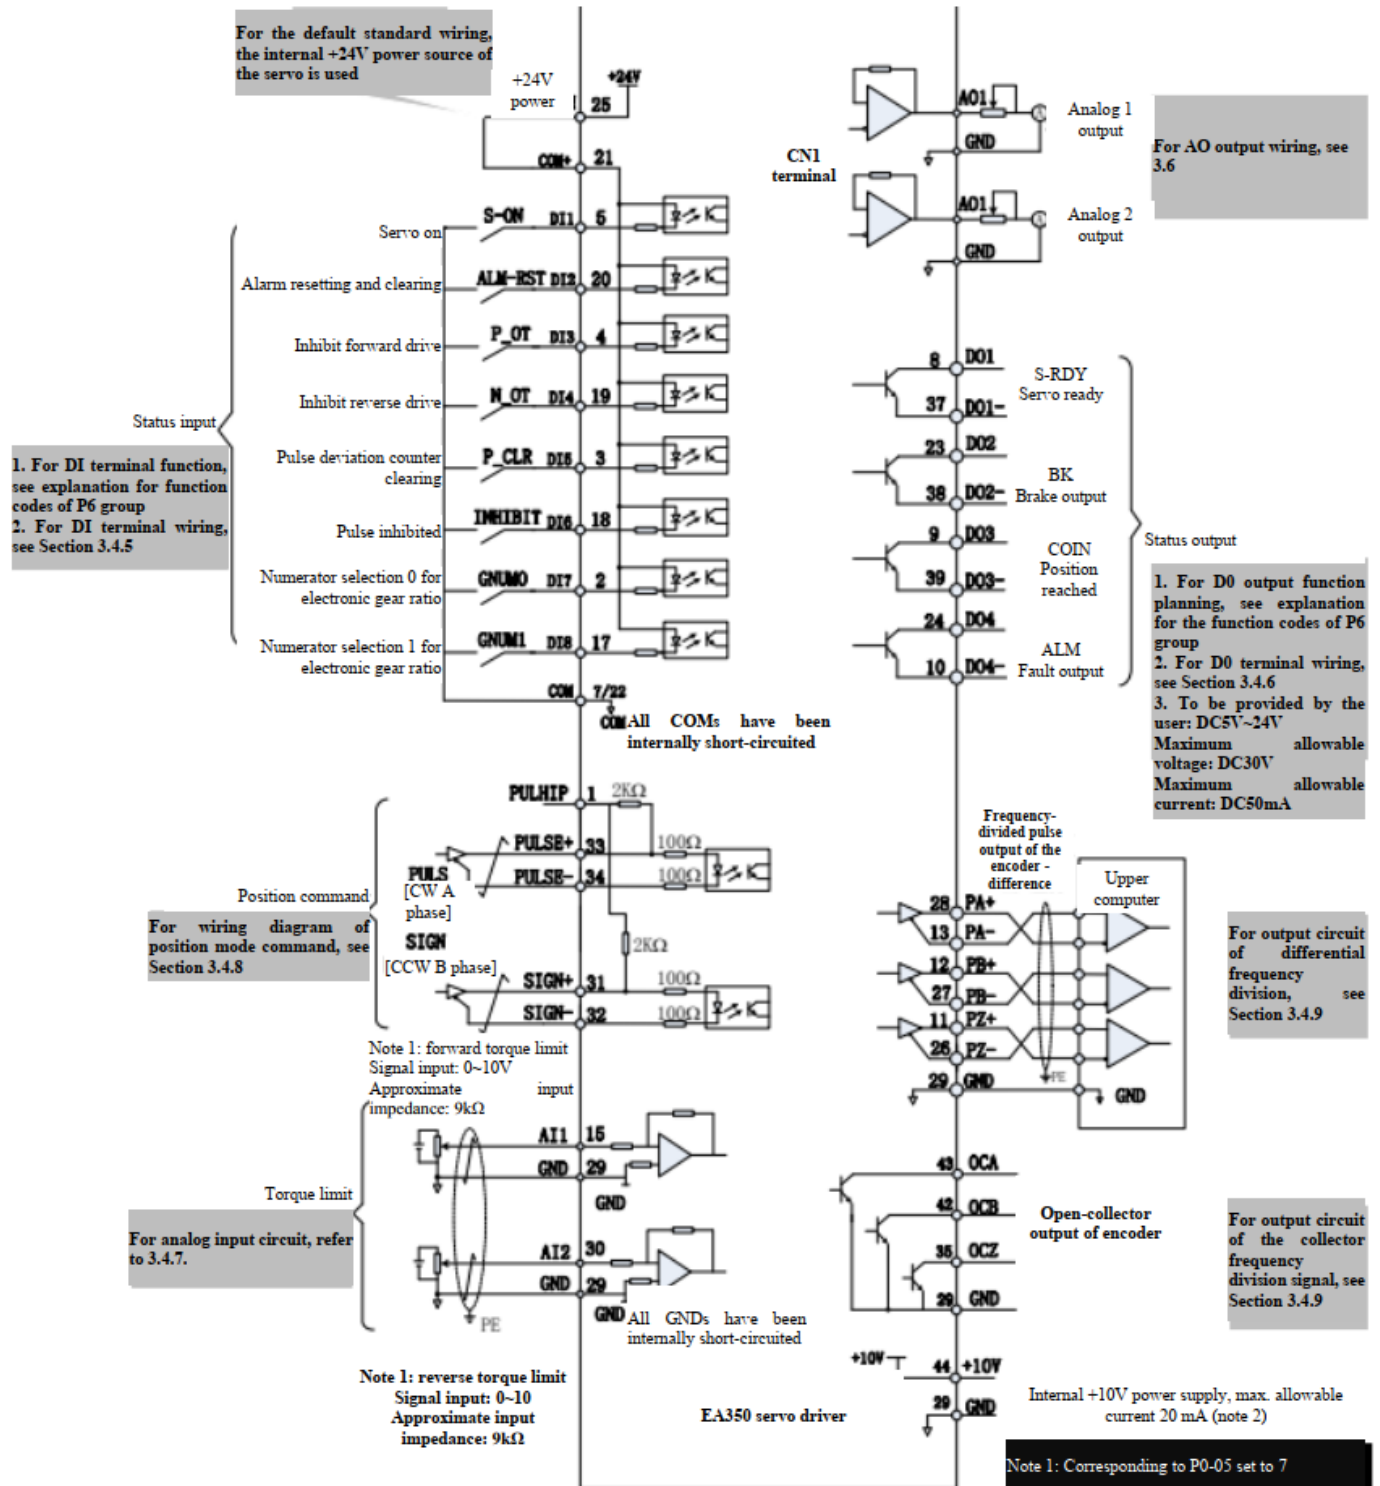 For the default standard wiring,
the internal +24V power source of
the servo is used
+24V
power
+24V
25
COM+ 21
Status input
1. For DI terminal function,
see explanation for function
codes of P6 group
2. For DI terminal wiring,
see Section 3.4.5
Servo on
S-ON DI1 5
Alarm resetting and clearing
ALM-RST DI2 20
Inhibit forward drive
P_OT DI3 4
Inhibit reverse drive
N_OT DI4 19
Pulse deviation counter
clearing
P_CLR DI5 3
Pulse inhibited
INHIBIT DI6 18
Numerator selection 0 for
electronic gear ratio
GNUM0 DI7 2
Numerator selection 1 for
electronic gear ratio
GNUM1 DI8 17
COM 7/22
COM
All COMs have been
internally short-circuited
PULHIP 1 2KΩ
PULSE+ 33 100Ω
PULS
PULSE- 34 100Ω
[CW A
phase]
Position command
For wiring diagram of
position mode command, see
Section 3.4.8
SIGN
2KΩ
[CCW B phase]
SIGN+ 31 100Ω
SIGN- 32 100Ω
Note 1: forward torque limit
Signal input: 0~10V
Approximate input
impedance: 9kΩ
AI1 15
GND 29
GND
Torque limit
For analog input circuit, refer
to 3.4.7.
AI2 30
GND 29
GND
PE
All GNDs have been
internally short-circuited
Note 1: reverse torque limit
Signal input: 0~10
Approximate input
impedance: 9kΩ
EA350 servo driver
CN1
terminal
AO1
GND
Analog 1
output
AO1
GND
Analog 2
output
For AO output wiring, see
3.6
8 DO1
37 DO1-
S-RDY
Servo ready
23 DO2
38 DO2-
BK
Brake output
9 DO3
39 DO3-
COIN
Position
reached
24 DO4
10 DO4-
ALM
Fault output
Status output
1. For D0 output function
planning, see explanation
for the function codes of P6
group
2. For D0 terminal wiring,
see Section 3.4.6
3. To be provided by the
user: DC5V~24V
Maximum allowable
voltage: DC30V
Maximum allowable
current: DC50mA
Frequency-
divided pulse
output of the
encoder -
difference
Upper
computer
28 PA+
13 PA-
12 PB+
27 PB-
11 PZ+
26 PZ-
PE
29 GND
GND
For output circuit
of differential
frequency
division, see
Section 3.4.9
43 OCA
42 OCB
35 OCZ
29 GND
Open-collector
output of encoder
For output circuit
of the collector
frequency
division signal, see
Section 3.4.9
+10V
44 +10V
29 GND
Internal +10V power supply, max. allowable
current 20 mA (note 2)
Note 1: Corresponding to P0-05 set to 7